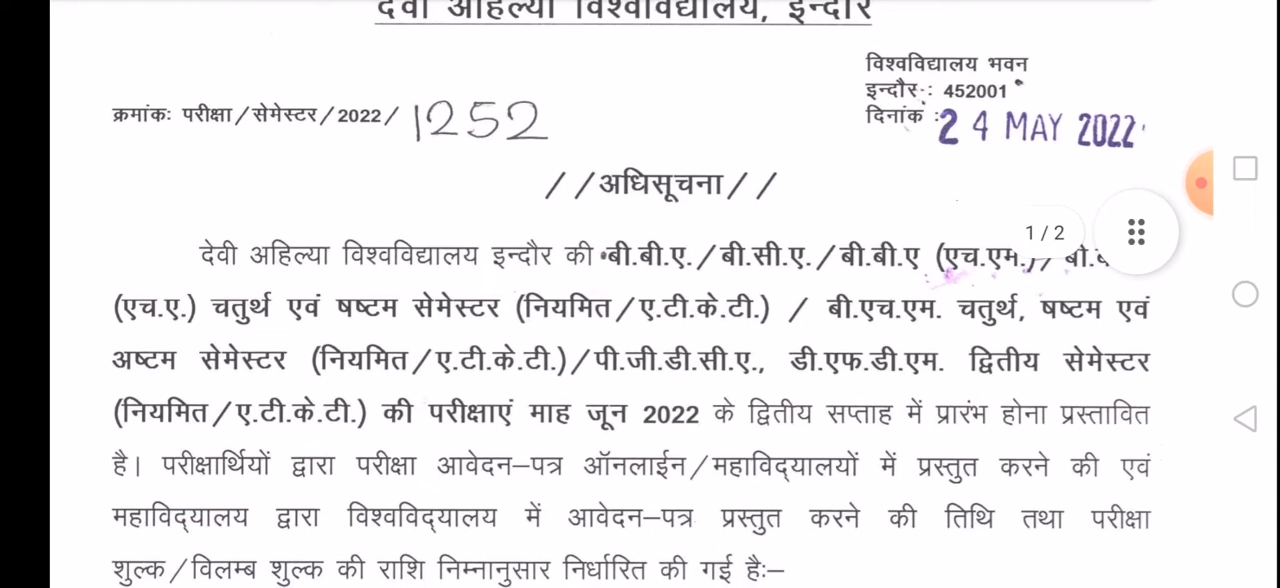 देवी अहिल्या विश्वविद्यालय, इन्दौर
विश्वविद्यालय भवन
इन्दौर: 452001
क्रमांकः परीक्षा/सेमेस्टर/2022/ 1252
दिनांक : 24 MAY 2022
//अधिसूचना//
1/2
देवी अहिल्या विश्वविद्यालय इन्दौर की बी.बी.ए./बी.सी.ए./बी.बी.ए (एच.एम.)/
(एच.ए.) चतुर्थ एवं षष्टम सेमेस्टर (नियमित/ए.टी.के.टी.) / बी.एच.एम. चतुर्थ, षष्टम एवं
अष्टम सेमेस्टर (नियमित/ए.टी.के.टी.)/पी.जी.डी.सी.ए., डी.एफ.डी.एम. द्वितीय सेमेस्टर
(नियमित/ए.टी.के.टी.) की परीक्षाएं माह जून 2022 के द्वितीय सप्ताह में प्रारंभ होना प्रस्तावित
है। परीक्षार्थियों द्वारा परीक्षा आवेदन–पत्र ऑनलाईन/महाविद्यालयों में प्रस्तुत करने की एवं
महाविद्यालय द्वारा विश्वविद्यालय में आवेदन–पत्र प्रस्तुत करने की तिथि तथा परीक्षा
शुल्क/विलम्ब शुल्क की राशि निम्नानुसार निर्धारित की गई हैः–